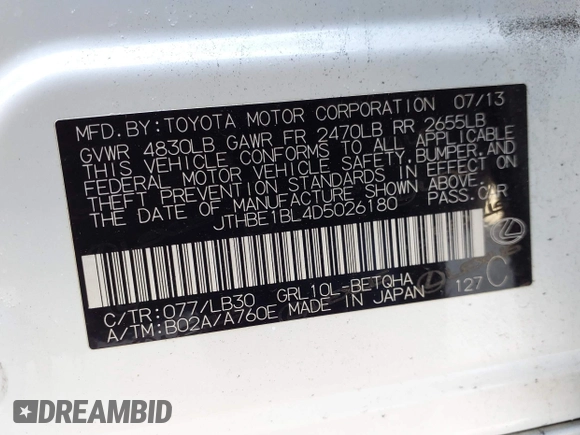 MFD. BY: TOYOTA MOTOR CORPORATION 07/13
GVWR 4830LB GAWR FR 2470LB RR 2655LB
THIS VEHICLE CONFORMS TO ALL APPLICABLE
FEDERAL MOTOR VEHICLE SAFETY, BUMPER, AND
THEFT PREVENTION STANDARDS IN EFFECT ON
THE DATE OF MANUFACTURE SHOWN ABOVE.
JTHBE1BL4D5026180 PASS. CAR
C/TR: 077/LB30 GRL10L-BETQHA
A/TM: B02A/A760E MADE IN JAPAN 127 C
DREAMBID